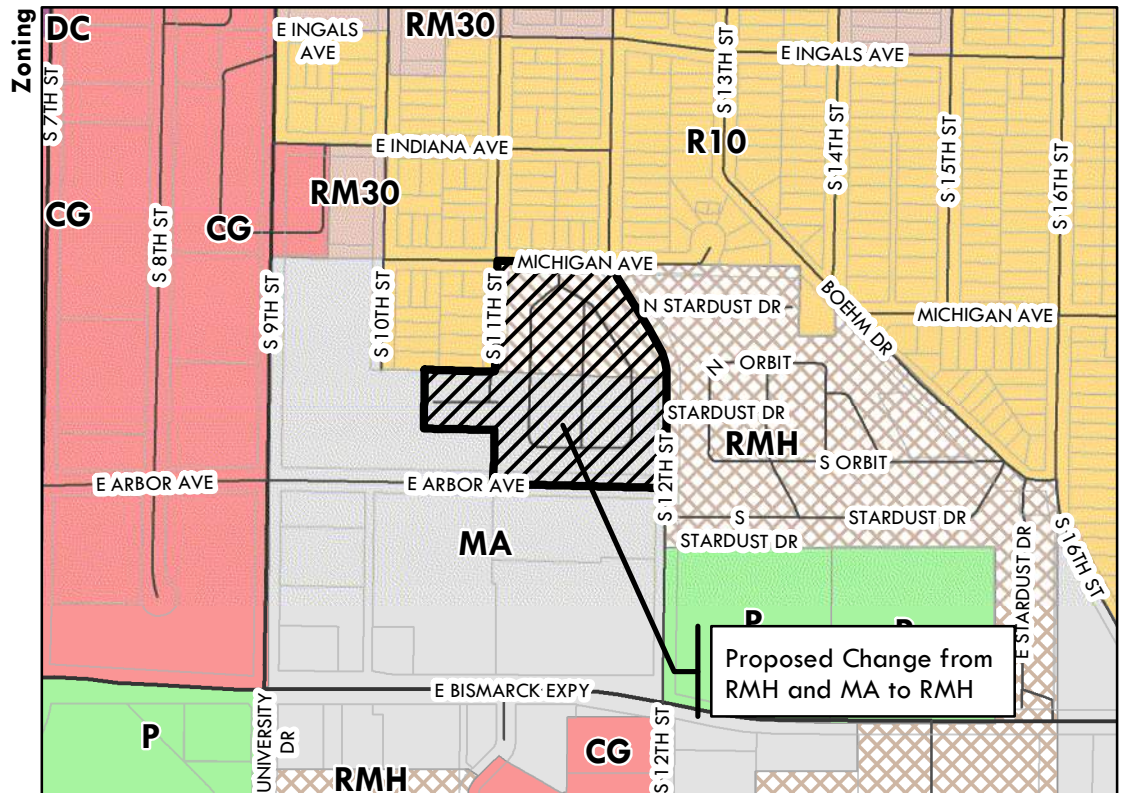 Zoning
DC
RM30
E INGALS
AVE
S 13TH ST
E INGALS AVE
S 7TH ST
E INDIANA AVE
R10
S 14TH ST
S 15TH ST
S 16TH ST
RM30
CG
S 8TH ST
CG
S 9TH ST
S 10TH ST
S 11TH ST
MICHIGAN AVE
N STARDUST DR
BOEHM DR
MICHIGAN AVE
N ORBIT
STARDUST DR
RMH
S ORBIT
E ARBOR AVE
E ARBOR AVE
S 12TH ST
S STARDUST DR
STARDUST DR
MA
E STARDUST DR
S 16TH ST
P
Proposed Change from
RMH and MA to RMH
E BISMARCK EXPY
P
UNIVERSITY
DR
RMH
CG
S 12TH ST